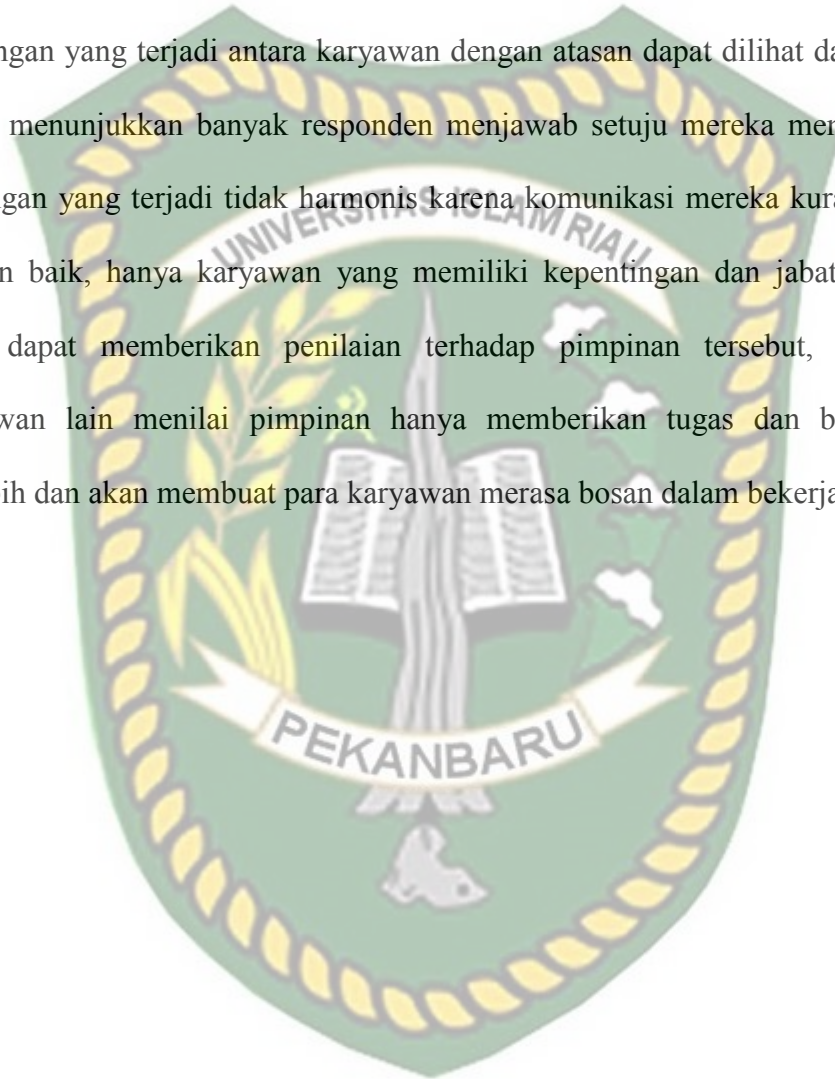 ngan yang terjadi antara karyawan dengan atasan dapat dilihat da
menunjukkan banyak responden menjawab setuju mereka mer
gan yang terjadi tidak harmonis karena komunikasi mereka kura
n baik, hanya karyawan yang memiliki kepentingan dan jabat
dapat memberikan penilaian terhadap pimpinan tersebut,
wan lain menilai pimpinan hanya memberikan tugas dan b
bih dan akan membuat para karyawan merasa bosan dalam bekerja
UNIVERSITAS ISLAM RIAU
PEKANBARU